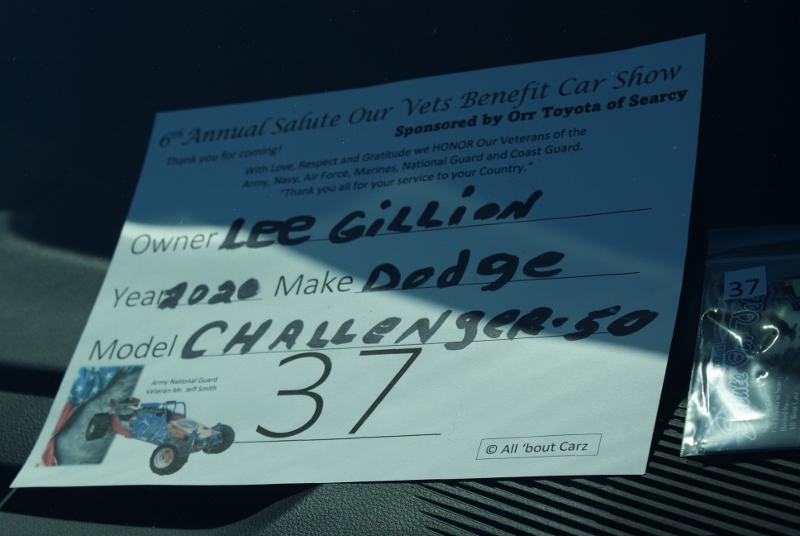 6th Annual Salute Our Vets Benefit Car Show
Sponsored by Orr Toyota of Searcy
Thank you for coming!
With Love, Respect and Gratitude we HONOR Our Veterans of the
Army, Navy, Air Force, Marines, National Guard and Coast Guard.
"Thank you all for your service to your Country."
Owner LEE GiLLion
Year 2020 Make Dodge
Model CHALLENGER-50
37
Army National Guard
Veteran Mr. Jeff Smith
© All 'bout Carz
37